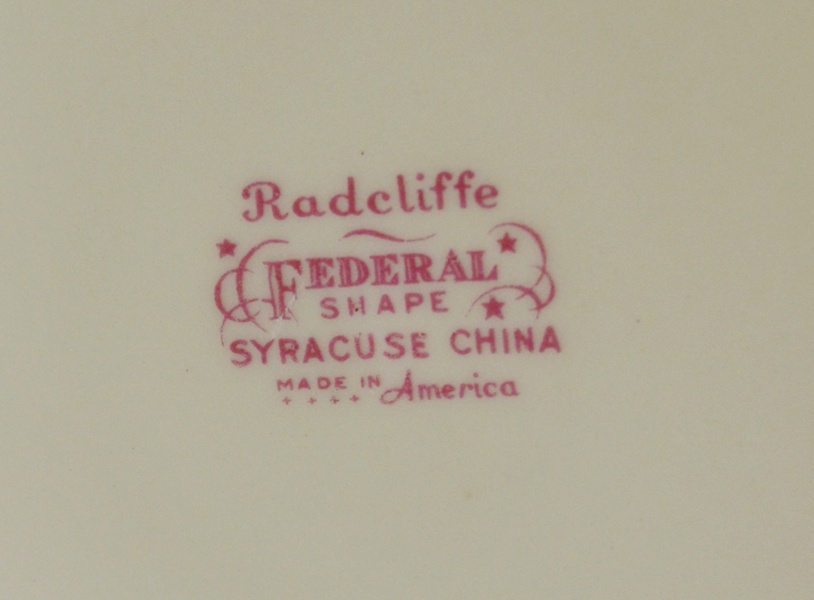 Radcliffe
FEDERAL
SHAPE
SYRACUSE CHINA
MADE IN America